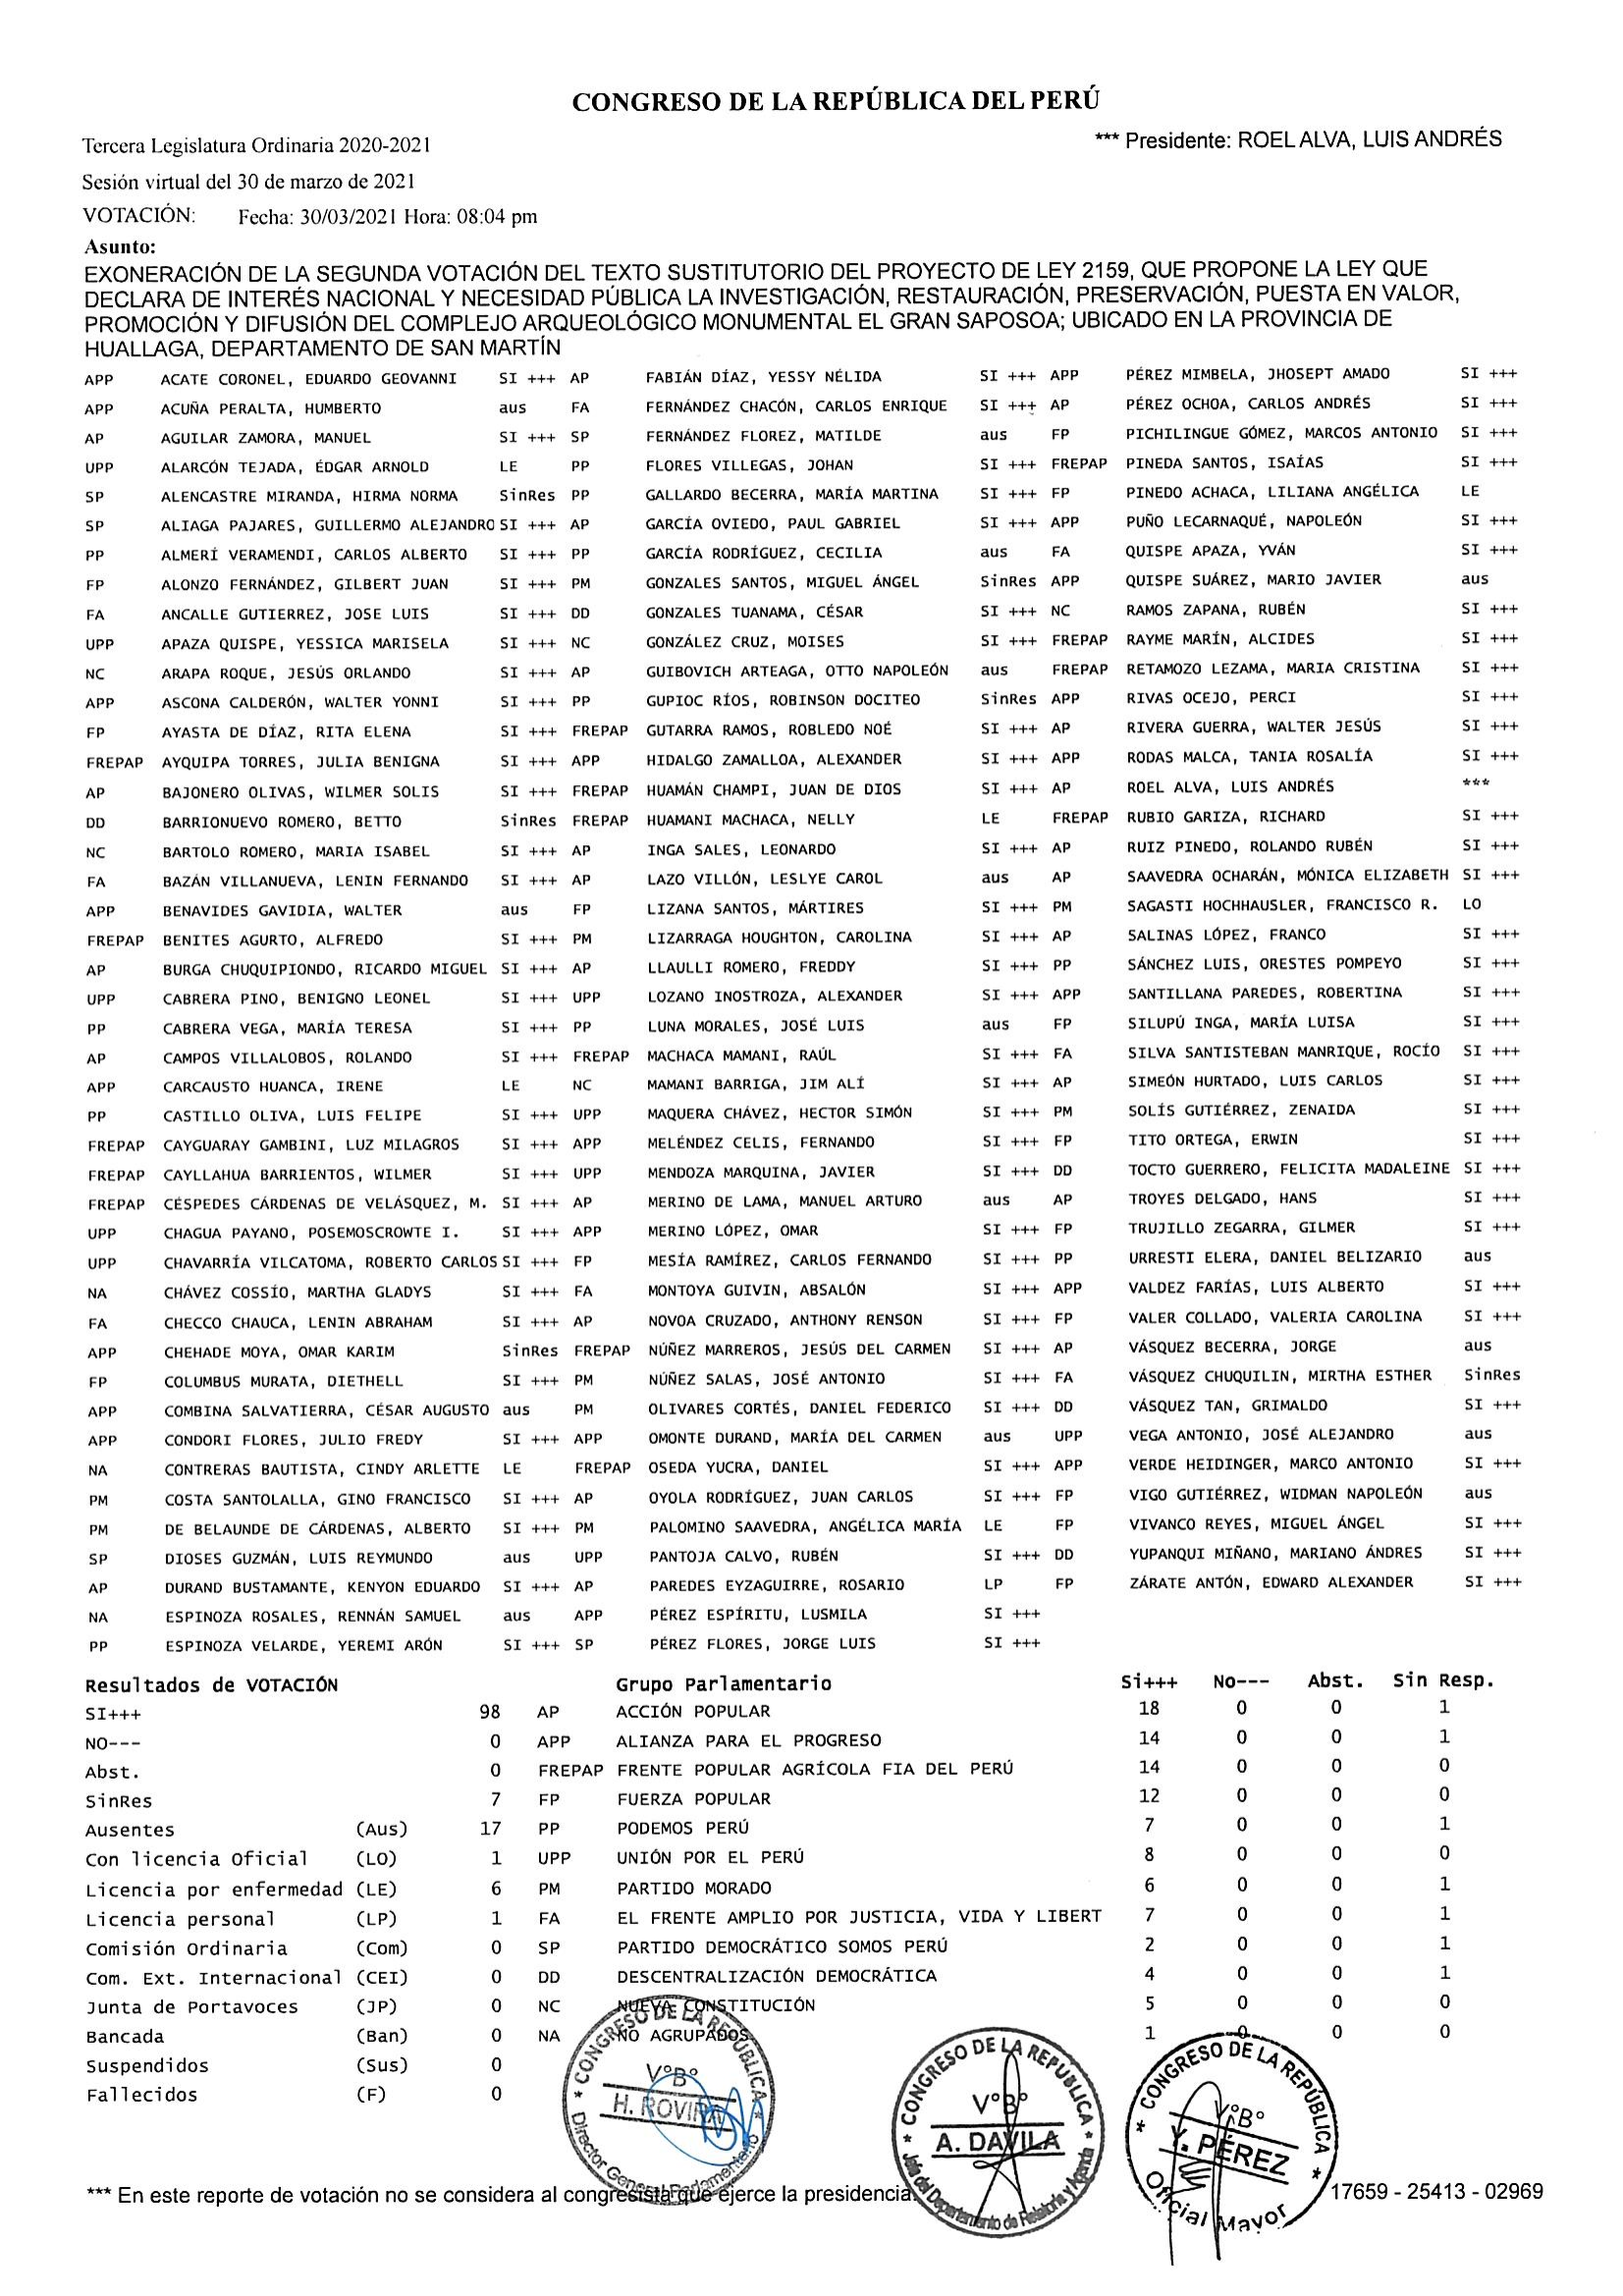 CONGRESO DE LA REPÚBLICA DEL PERÚ
Tercera Legislatura Ordinaria 2020-2021 *** Presidente: ROEL ALVA, LUIS ANDRÉS
Sesión virtual del 30 de marzo de 2021
VOTACIÓN: Fecha: 30/03/2021 Hora: 08:04 pm
Asunto:
EXONERACIÓN DE LA SEGUNDA VOTACIÓN DEL TEXTO SUSTITUTORIO DEL PROYECTO DE LEY 2159, QUE PROPONE LA LEY QUE
DECLARA DE INTERÉS NACIONAL Y NECESIDAD PÚBLICA LA INVESTIGACIÓN, RESTAURACIÓN, PRESERVACIÓN, PUESTA EN VALOR,
PROMOCIÓN Y DIFUSIÓN DEL COMPLEJO ARQUEOLÓGICO MONUMENTAL EL GRAN SAPOSOA; UBICADO EN LA PROVINCIA DE
HUALLAGA, DEPARTAMENTO DE SAN MARTÍN
APP ACATE CORONEL, EDUARDO GEOVANNI SI +++ AP FABIÁN DÍAZ, YESSY NÉLIDA SI +++ APP PÉREZ MIMBELA, JHOSEPT AMADO SI +++
APP ACUÑA PERALTA, HUMBERTO aus FA FERNÁNDEZ CHACÓN, CARLOS ENRIQUE SI +++ AP PÉREZ OCHOA, CARLOS ANDRÉS SI +++
AP AGUILAR ZAMORA, MANUEL SI +++ SP FERNÁNDEZ FLOREZ, MATILDE aus FP PICHILINGUE GÓMEZ, MARCOS ANTONIO SI +++
UPP ALARCÓN TEJADA, ÉDGAR ARNOLD LE PP FLORES VILLEGAS, JOHAN SI +++ FREPAP PINEDA SANTOS, ISAÍAS SI +++
SP ALENCASTRE MIRANDA, HIRMA NORMA SinRes PP GALLARDO BECERRA, MARÍA MARTINA SI +++ FP PINEDO ACHACA, LILIANA ANGÉLICA LE
SP ALIAGA PAJARES, GUILLERMO ALEJANDRO SI +++ AP GARCÍA OVIEDO, PAUL GABRIEL SI +++ APP PUÑO LECARNAQUÉ, NAPOLEÓN SI +++
PP ALMERÍ VERAMENDI, CARLOS ALBERTO SI +++ PP GARCÍA RODRÍGUEZ, CECILIA aus FA QUISPE APAZA, YVÁN SI +++
FP ALONZO FERNÁNDEZ, GILBERT JUAN SI +++ PM GONZALES SANTOS, MIGUEL ÁNGEL SinRes APP QUISPE SUÁREZ, MARIO JAVIER aus
FA ANCALLE GUTIERREZ, JOSE LUIS SI +++ DD GONZALES TUANAMA, CÉSAR SI +++ NC RAMOS ZAPANA, RUBÉN SI +++
UPP APAZA QUISPE, YESSICA MARISELA SI +++ NC GONZÁLEZ CRUZ, MOISES SI +++ FREPAP RAYME MARÍN, ALCIDES SI +++
NC ARAPA ROQUE, JESÚS ORLANDO SI +++ AP GUIBOVICH ARTEAGA, OTTO NAPOLEÓN aus FREPAP RETAMOZO LEZAMA, MARIA CRISTINA SI +++
APP ASCONA CALDERÓN, WALTER YONNI SI +++ PP GUPIOC RÍOS, ROBINSON DOCITEO SinRes APP RIVAS OCEJO, PERCI SI +++
FP AYASTA DE DÍAZ, RITA ELENA SI +++ FREPAP GUTARRA RAMOS, ROBLEDO NOÉ SI +++ AP RIVERA GUERRA, WALTER JESÚS SI +++
FREPAP AYQUIPA TORRES, JULIA BENIGNA SI +++ APP HIDALGO ZAMALLOA, ALEXANDER SI +++ APP RODAS MALCA, TANIA ROSALÍA SI +++
AP BAJONERO OLIVAS, WILMER SOLIS SI +++ FREPAP HUAMÁN CHAMPI, JUAN DE DIOS SI +++ AP ROEL ALVA, LUIS ANDRÉS ***
DD BARRIONUEVO ROMERO, BETTO SinRes FREPAP HUAMANI MACHACA, NELLY LE FREPAP RUBIO GARIZA, RICHARD SI +++
NC BARTOLO ROMERO, MARIA ISABEL SI +++ AP INGA SALES, LEONARDO SI +++ AP RUIZ PINEDO, ROLANDO RUBÉN SI +++
FA BAZÁN VILLANUEVA, LENIN FERNANDO SI +++ AP LAZO VILLÓN, LESLYE CAROL aus AP SAAVEDRA OCHARÁN, MÓNICA ELIZABETH SI +++
APP BENAVIDES GAVIDIA, WALTER aus FP LIZANA SANTOS, MÁRTIRES SI +++ PM SAGASTI HOCHHAUSLER, FRANCISCO R. LO
FREPAP BENITES AGURTO, ALFREDO SI +++ PM LIZARRAGA HOUGHTON, CAROLINA SI +++ AP SALINAS LÓPEZ, FRANCO SI +++
AP BURGA CHUQUIPIONDO, RICARDO MIGUEL SI +++ AP LLAULLI ROMERO, FREDDY SI +++ PP SÁNCHEZ LUIS, ORESTES POMPEYO SI +++
UPP CABRERA PINO, BENIGNO LEONEL SI +++ UPP LOZANO INOSTROZA, ALEXANDER SI +++ APP SANTILLANA PAREDES, ROBERTINA SI +++
PP CABRERA VEGA, MARÍA TERESA SI +++ PP LUNA MORALES, JOSÉ LUIS aus FP SILUPÚ INGA, MARÍA LUISA SI +++
AP CAMPOS VILLALOBOS, ROLANDO SI +++ FREPAP MACHACA MAMANI, RAÚL SI +++ FA SILVA SANTISTEBAN MANRIQUE, ROCÍO SI +++
APP CARCAUSTO HUANCA, IRENE LE NC MAMANI BARRIGA, JIM ALÍ SI +++ AP SIMEÓN HURTADO, LUIS CARLOS SI +++
PP CASTILLO OLIVA, LUIS FELIPE SI +++ UPP MAQUERA CHÁVEZ, HECTOR SIMÓN SI +++ PM SOLÍS GUTIÉRREZ, ZENAIDA SI +++
FREPAP CAYGUARAY GAMBINI, LUZ MILAGROS SI +++ APP MELÉNDEZ CELIS, FERNANDO SI +++ FP TITO ORTEGA, ERWIN SI +++
FREPAP CAYLLAHUA BARRIENTOS, WILMER SI +++ UPP MENDOZA MARQUINA, JAVIER SI +++ DD TOCTO GUERRERO, FELICITA MADALEINE SI +++
FREPAP CÉSPEDES CÁRDENAS DE VELÁSQUEZ, M. SI +++ AP MERINO DE LAMA, MANUEL ARTURO aus AP TROYES DELGADO, HANS SI +++
UPP CHAGUA PAYANO, POSEMOSCROWTE I. SI +++ APP MERINO LÓPEZ, OMAR SI +++ FP TRUJILLO ZEGARRA, GILMER SI +++
UPP CHAVARRÍA VILCATOMA, ROBERTO CARLOS SI +++ FP MESÍA RAMÍREZ, CARLOS FERNANDO SI +++ PP URRESTI ELERA, DANIEL BELIZARIO aus
NA CHÁVEZ COSSÍO, MARTHA GLADYS SI +++ FA MONTOYA GUIVIN, ABSALÓN SI +++ APP VALDEZ FARÍAS, LUIS ALBERTO SI +++
FA CHECCO CHAUCA, LENIN ABRAHAM SI +++ AP NOVOA CRUZADO, ANTHONY RENSON SI +++ FP VALER COLLADO, VALERIA CAROLINA SI +++
APP CHEHADE MOYA, OMAR KARIM SinRes FREPAP NÚÑEZ MARREROS, JESÚS DEL CARMEN SI +++ AP VÁSQUEZ BECERRA, JORGE aus
FP COLUMBUS MURATA, DIETHELL SI +++ PM NÚÑEZ SALAS, JOSÉ ANTONIO SI +++ FA VÁSQUEZ CHUQUILIN, MIRTHA ESTHER SinRes
APP COMBINA SALVATIERRA, CÉSAR AUGUSTO aus PM OLIVARES CORTÉS, DANIEL FEDERICO SI +++ DD VÁSQUEZ TAN, GRIMALDO SI +++
APP CONDORI FLORES, JULIO FREDY SI +++ APP OMONTE DURAND, MARÍA DEL CARMEN aus UPP VEGA ANTONIO, JOSÉ ALEJANDRO aus
NA CONTRERAS BAUTISTA, CINDY ARLETTE LE FREPAP OSEDA YUCRA, DANIEL SI +++ APP VERDE HEIDINGER, MARCO ANTONIO SI +++
PM COSTA SANTOLALLA, GINO FRANCISCO SI +++ AP OYOLA RODRÍGUEZ, JUAN CARLOS SI +++ FP VIGO GUTIÉRREZ, WIDMAN NAPOLEÓN aus
PM DE BELAUNDE DE CÁRDENAS, ALBERTO SI +++ PM PALOMINO SAAVEDRA, ANGÉLICA MARÍA LE FP VIVANCO REYES, MIGUEL ÁNGEL SI +++
SP DIOSES GUZMÁN, LUIS REYMUNDO aus UPP PANTOJA CALVO, RUBÉN SI +++ DD YUPANQUI MIÑANO, MARIANO ÁNDRES SI +++
AP DURAND BUSTAMANTE, KENYON EDUARDO SI +++ AP PAREDES EYZAGUIRRE, ROSARIO LP FP ZÁRATE ANTÓN, EDWARD ALEXANDER SI +++
NA ESPINOZA ROSALES, RENNÁN SAMUEL aus APP PÉREZ ESPÍRITU, LUSMILA SI +++
PP ESPINOZA VELARDE, YEREMI ARÓN SI +++ SP PÉREZ FLORES, JORGE LUIS SI +++
Resultados de VOTACIÓN Grupo Parlamentario Si+++ No--- Abst. Sin Resp.
SI+++ 98 AP ACCIÓN POPULAR 18 0 0 1
NO--- 0 APP ALIANZA PARA EL PROGRESO 14 0 0 1
Abst. 0 FREPAP FRENTE POPULAR AGRÍCOLA FIA DEL PERÚ 14 0 0 0
SinRes 7 FP FUERZA POPULAR 12 0 0 0
Ausentes (Aus) 17 PP PODEMOS PERÚ 7 0 0 1
Con licencia Oficial (LO) 1 UPP UNIÓN POR EL PERÚ 8 0 0 0
Licencia por enfermedad (LE) 6 PM PARTIDO MORADO 6 0 0 1
Licencia personal (LP) 1 FA EL FRENTE AMPLIO POR JUSTICIA, VIDA Y LIBERT 7 0 0 1
Comisión Ordinaria (Com) 0 SP PARTIDO DEMOCRÁTICO SOMOS PERÚ 2 0 0 1
Com. Ext. Internacional (CEI) 0 DD DESCENTRALIZACIÓN DEMOCRÁTICA 4 0 0 1
Junta de Portavoces (JP) 0 NC NUEVA CONSTITUCIÓN 5 0 0 0
Bancada (Ban) 0 NA NO AGRUPADOS 1 0 0 0
Suspendidos (Sus) 0
Fallecidos (F) 0
* CONGRESO DE LA REPÚBLICA *
V°B°
H. ROVIRA
Director General Parlamentario
* CONGRESO DE LA REPUBLICA *
V°B°
A. DAVILA
Jefa del Departamento de Relatoría y Agenda
* CONGRESO DE LA REPÚBLICA *
V°B°
Y. PÉREZ
Oficial Mayor
*** En este reporte de votación no se considera al congresista que ejerce la presidencia. 17659 - 25413 - 02969